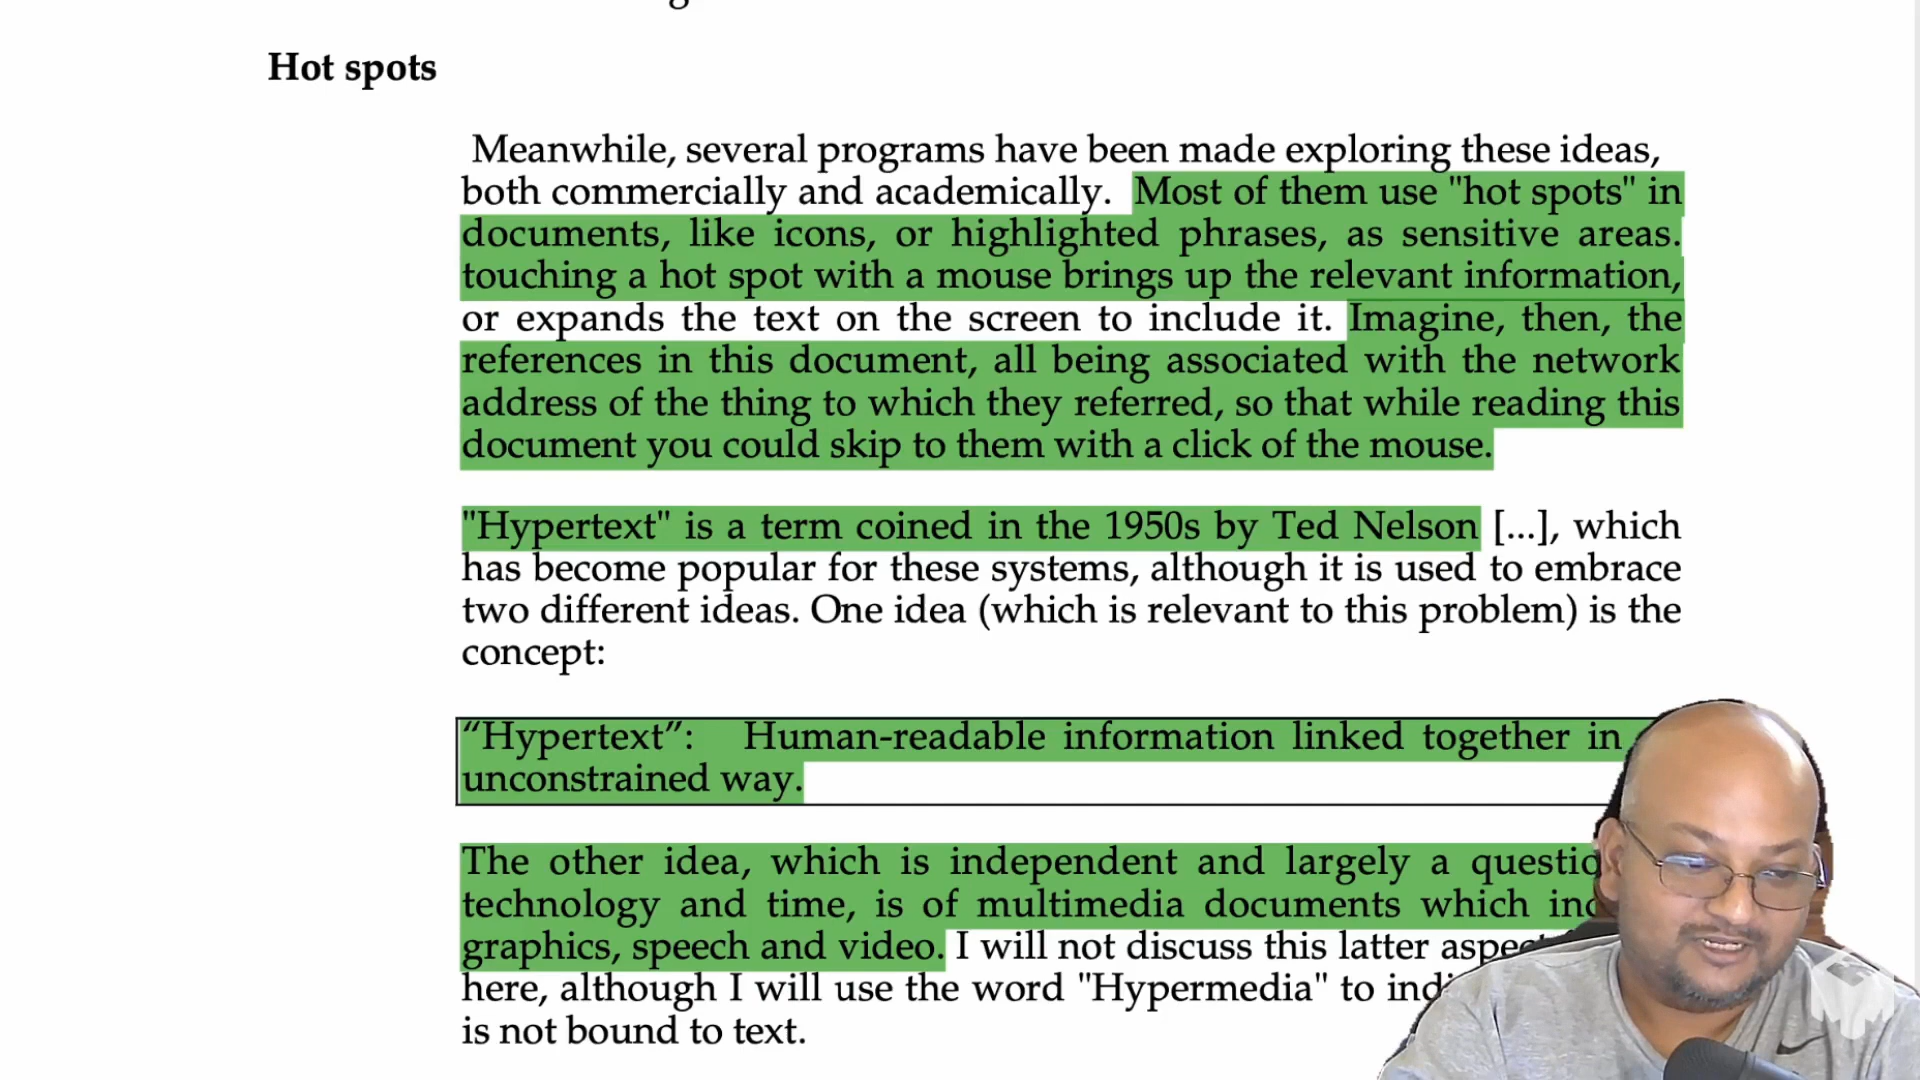 Hot spots
Meanwhile, several programs have been made exploring these ideas,
both commercially and academically. Most of them use "hot spots" in
documents, like icons, or highlighted phrases, as sensitive areas.
touching a hot spot with a mouse brings up the relevant information,
or expands the text on the screen to include it. Imagine, then, the
references in this document, all being associated with the network
address of the thing to which they referred, so that while reading this
document you could skip to them with a click of the mouse.
"Hypertext" is a term coined in the 1950s by Ted Nelson [...], which
has become popular for these systems, although it is used to embrace
two different ideas. One idea (which is relevant to this problem) is the
concept:
“Hypertext”: Human-readable information linked together in
unconstrained way.
The other idea, which is independent and largely a
technology and time, is of multimedia documents which
graphics, speech and video. I will not discuss this latter
here, although I will use the word "Hypermedia" to
is not bound to text.